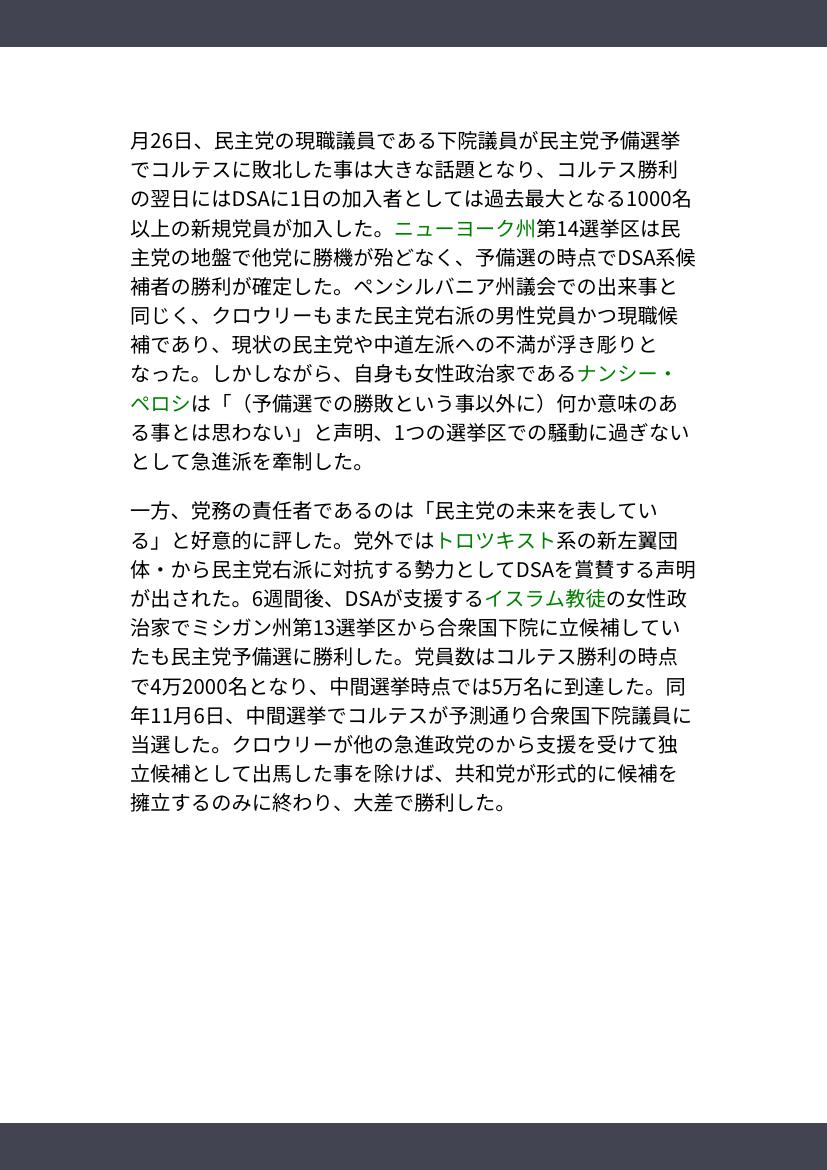 月26日、民主党の現職議員である下院議員が民主党予備選挙
でコルテスに敗北した事は大きな話題となり、コルテス勝利
の翌日にはDSAに1日の加入者としては過去最大となる1000名
以上の新規党員が加入した。ニューヨーク州第14選挙区は民
主党の地盤で他党に勝機が殆どなく、予備選の時点でDSA系候
補者の勝利が確定した。ペンシルバニア州議会での出来事と
同じく、クロウリーもまた民主党右派の男性党員かつ現職候
補であり、現状の民主党や中道左派への不満が浮き彫りと
なった。しかしながら、自身も女性政治家であるナンシー・
ペロシは「（予備選での勝敗という事以外に）何か意味のあ
る事とは思わない」と声明、1つの選挙区での騒動に過ぎない
として急進派を牽制した。
一方、党務の責任者であるのは「民主党の未来を表してい
る」と好意的に評した。党外ではトロツキスト系の新左翼団
体・から民主党右派に対抗する勢力としてDSAを賞賛する声明
が出された。6週間後、DSAが支援するイスラム教徒の女性政
治家でミシガン州第13選挙区から合衆国下院に立候補してい
たも民主党予備選に勝利した。党員数はコルテス勝利の時点
で4万2000名となり、中間選挙時点では5万名に到達した。同
年11月6日、中間選挙でコルテスが予測通り合衆国下院議員に
当選した。クロウリーが他の急進政党のから支援を受けて独
立候補として出馬した事を除けば、共和党が形式的に候補を
擁立するのみに終わり、大差で勝利した。